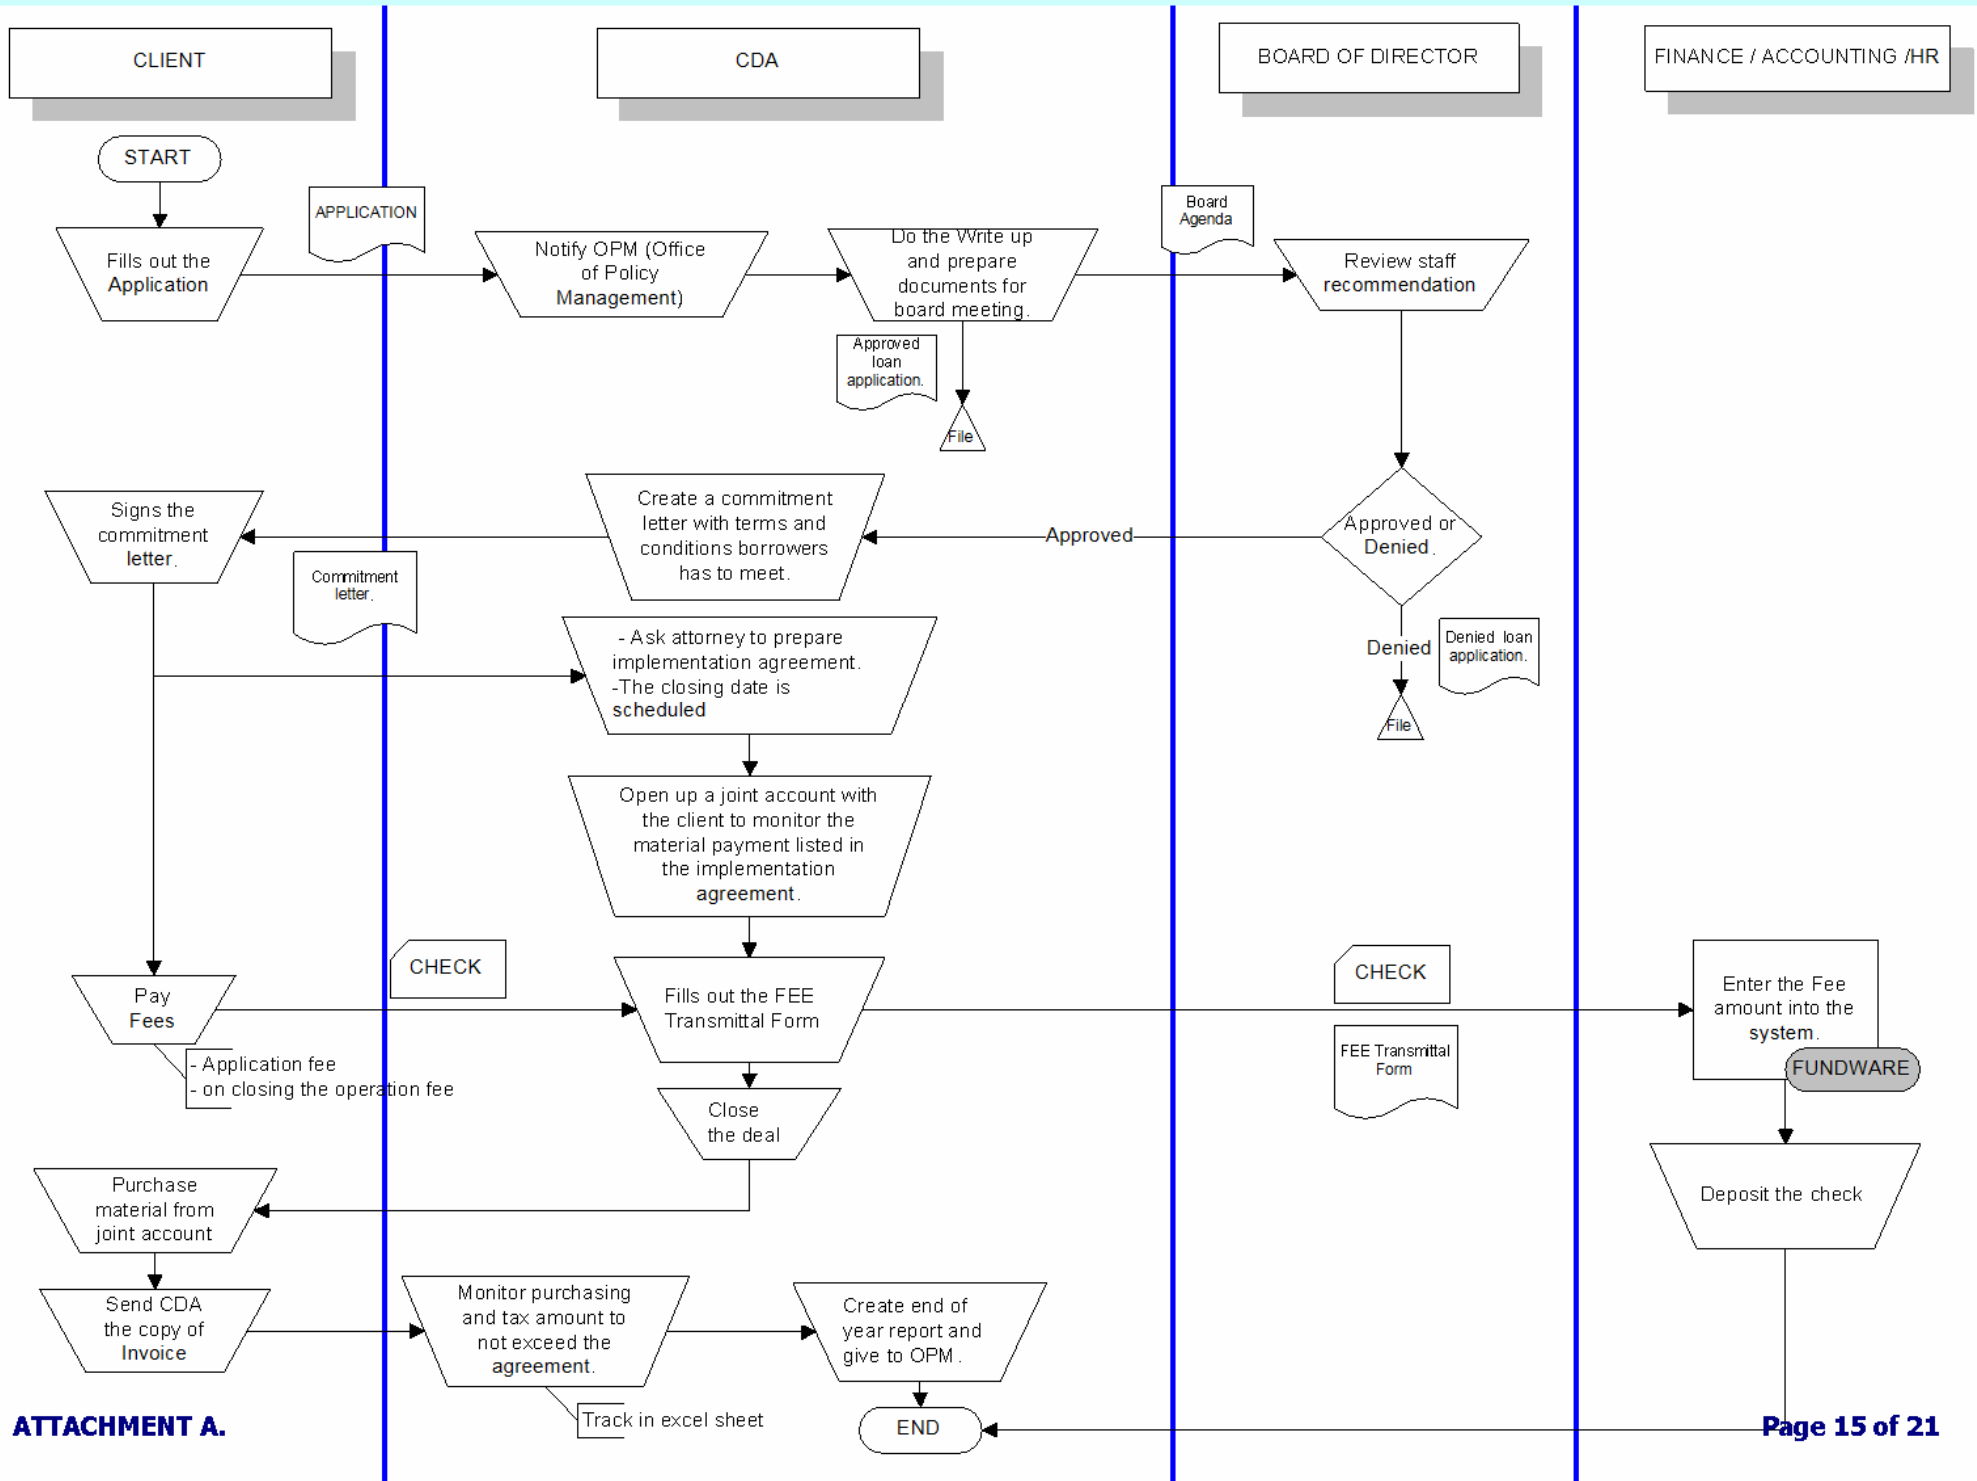 CLIENT
CDA
BOARD OF DIRECTOR
FINANCE / ACCOUNTING /HR
START
Fills out the
Application
APPLICATION
Notify OPM (Office
of Policy
Management)
Do the Write up
and prepare
documents for
board meeting.
Board
Agenda
Review staff
recommendation
Approved
loan
application.
File
Signs the
commitment
letter.
Create a commitment
letter with terms and
conditions borrowers
has to meet.
Approved
Approved or
Denied.
Commitment
letter.
Denied
Denied loan
application.
File
- Ask attorney to prepare
implementation agreement.
-The closing date is
scheduled
Open up a joint account with
the client to monitor the
material payment listed in
the implementation
agreement.
Pay
Fees
CHECK
Fills out the FEE
Transmittal Form
CHECK
FEE Transmittal
Form
Enter the Fee
amount into the
system.
FUNDWARE
- Application fee
- on closing the operation fee
Close
the deal
Deposit the check
Purchase
material from
joint account
Send CDA
the copy of
Invoice
Monitor purchasing
and tax amount to
not exceed the
agreement.
Create end of
year report and
give to OPM.
Track in excel sheet
END
ATTACHMENT A.
Page 15 of 21